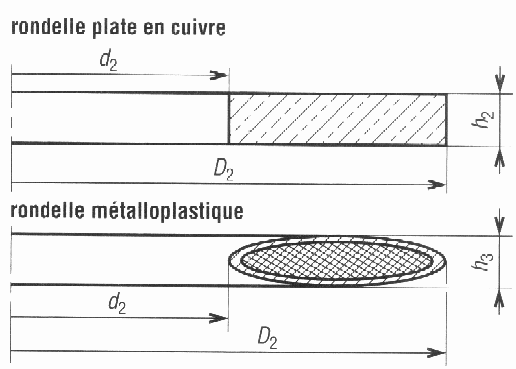 rondelle plate en cuivre
d2
h2
D2
rondelle métalloplastique
h3
d2
D2